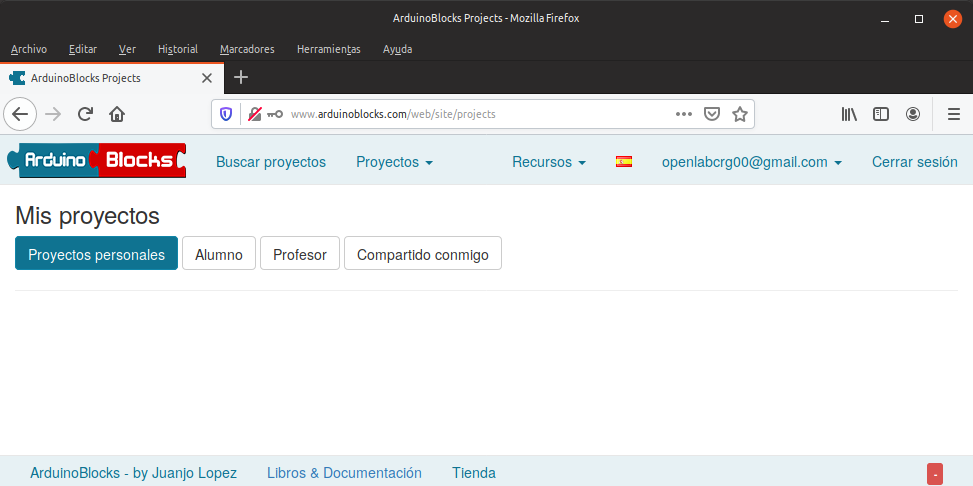 ArduinoBlocks Projects - Mozilla Firefox
Archivo Editar Ver Historial Marcadores Herramientas Ayuda
ArduinoBlocks Projects
www.arduinoblocks.com/web/site/projects
Arduino Blocks Buscar proyectos Proyectos Recursos openlabcrg00@gmail.com Cerrar sesión
Mis proyectos
Proyectos personales Alumno Profesor Compartido conmigo
ArduinoBlocks - by Juanjo Lopez Libros & Documentación Tienda -